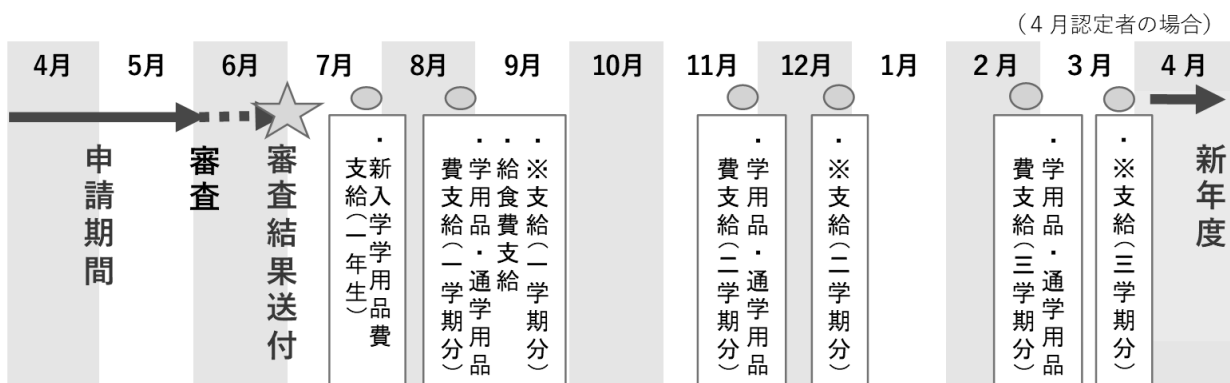 （4月認定者の場合）
4月 5月 6月 7月 8月 9月 10月 11月 12月 1月 2月 3月 4月
申請期間
審査
審査結果送付
・新入学学用品費
支給（一年生）
・※支給（一学期分）
・給食費支給
・学用品・通学用品
費支給（一学期分）
・学用品・通学用品
費支給（二学期分）
・※支給（二学期分）
・学用品・通学用品
費支給（三学期分）
・※支給（三学期分）
新年度